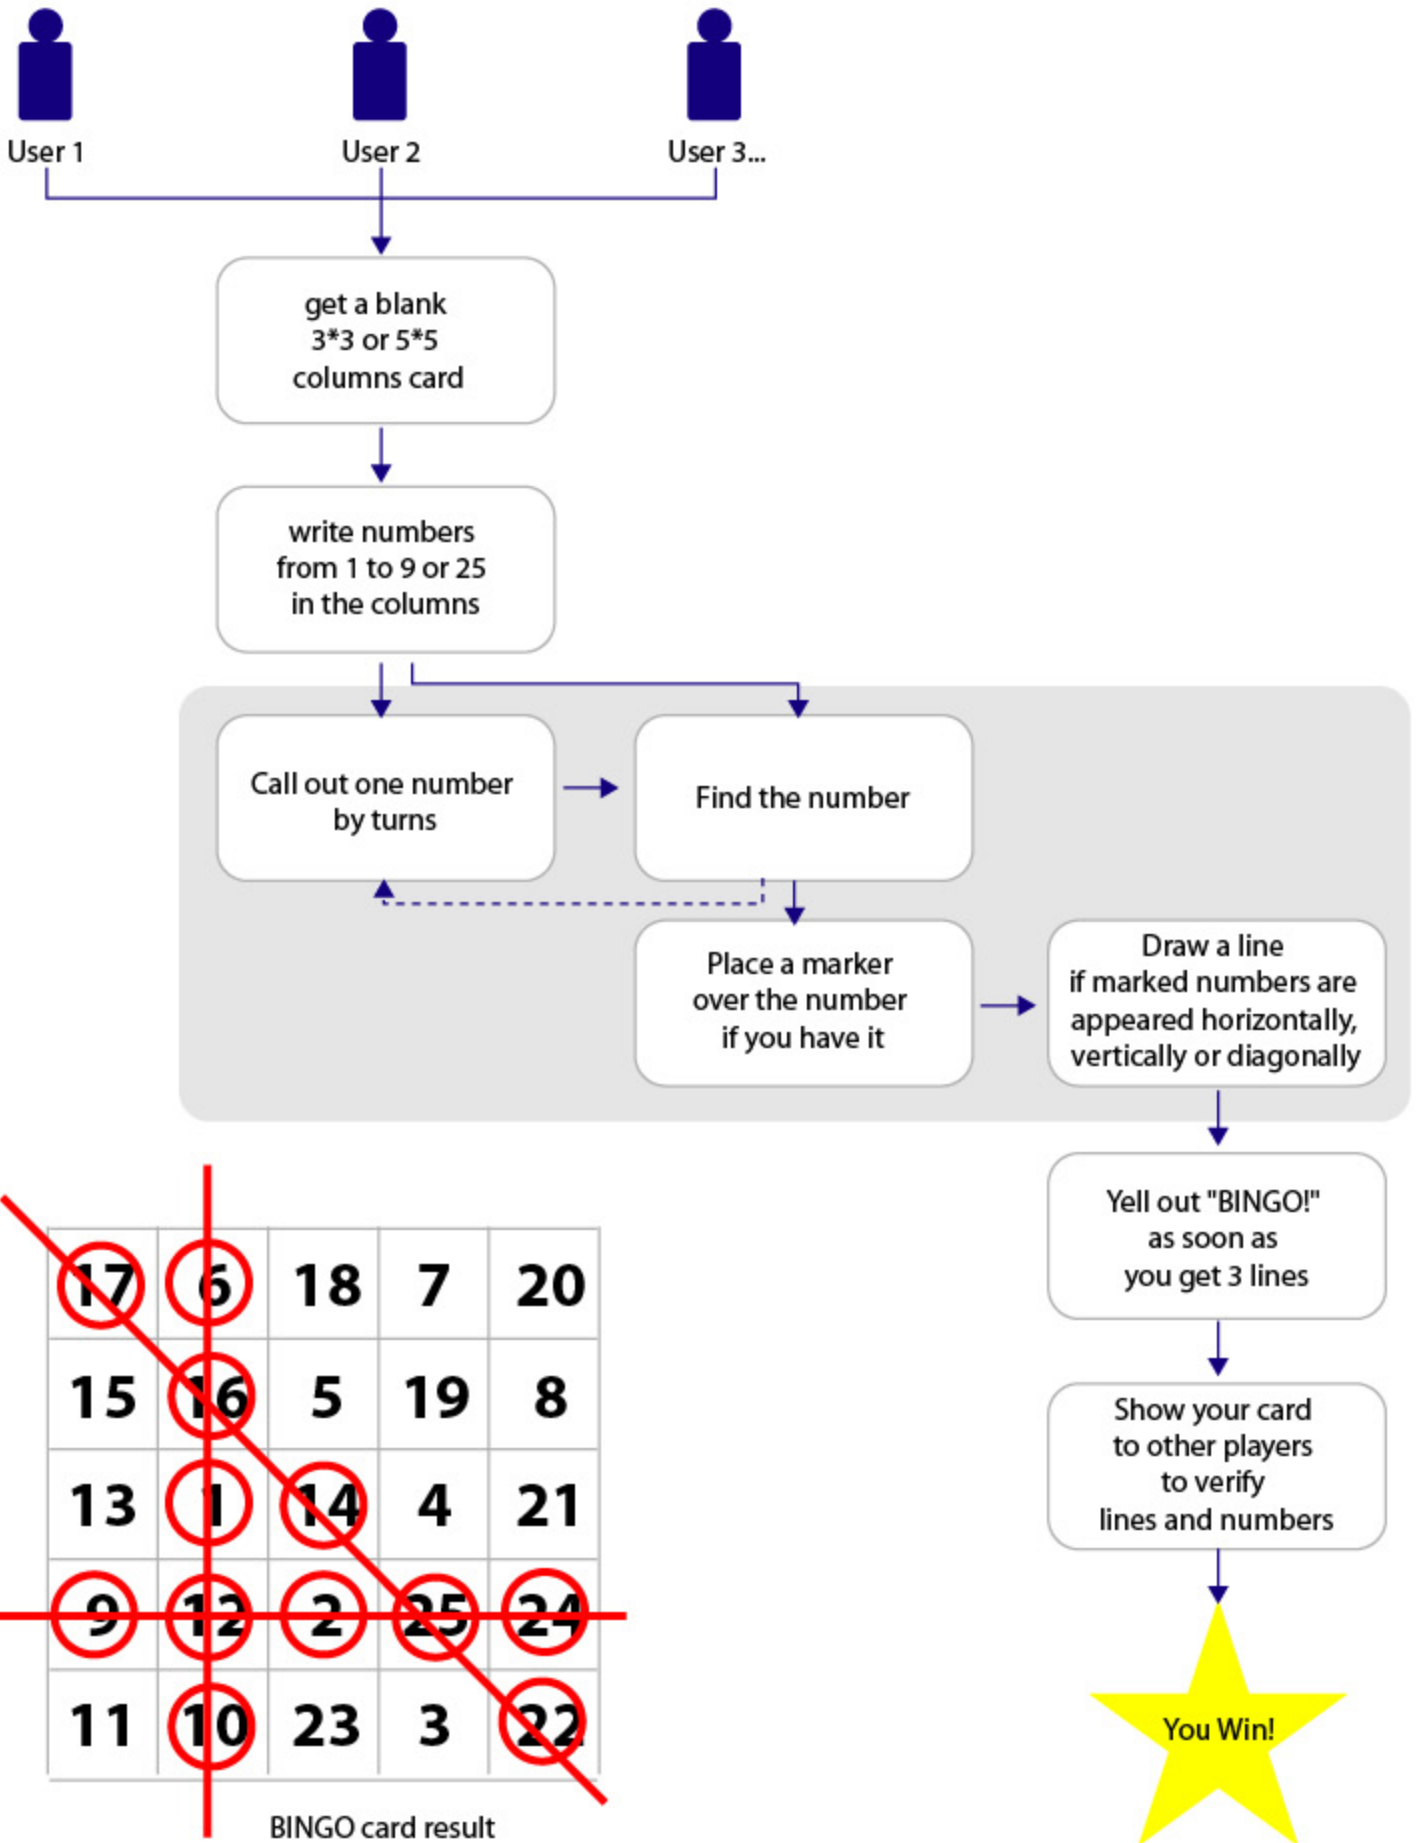 User 1
User 2
User 3...
get a blank
3*3 or 5*5
columns card
write numbers
from 1 to 9 or 25
in the columns
Call out one number
by turns
Find the number
Place a marker
over the number
if you have it
Draw a line
if marked numbers are
appeared horizontally,
vertically or diagonally
Yell out "BINGO!"
as soon as
you get 3 lines
Show your card
to other players
to verify
lines and numbers
You Win!
17 6 18 7 20
15 16 5 19 8
13 1 14 4 21
9 12 2 25 24
11 10 23 3 22
BINGO card result